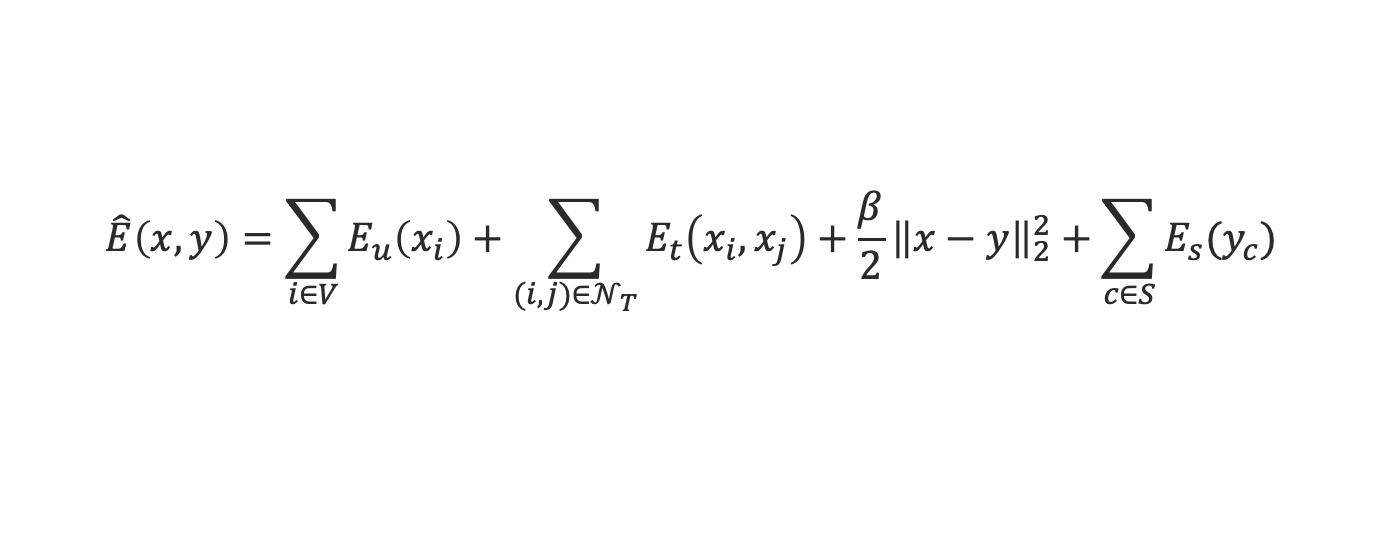 Ê(x, y) = ∑_{i∈V} E_u(x_i) + ∑_{(i,j)∈𝒩_T} E_t(x_i, x_j) + β/2 ‖x − y‖₂² + ∑_{c∈S} E_s(y_c)